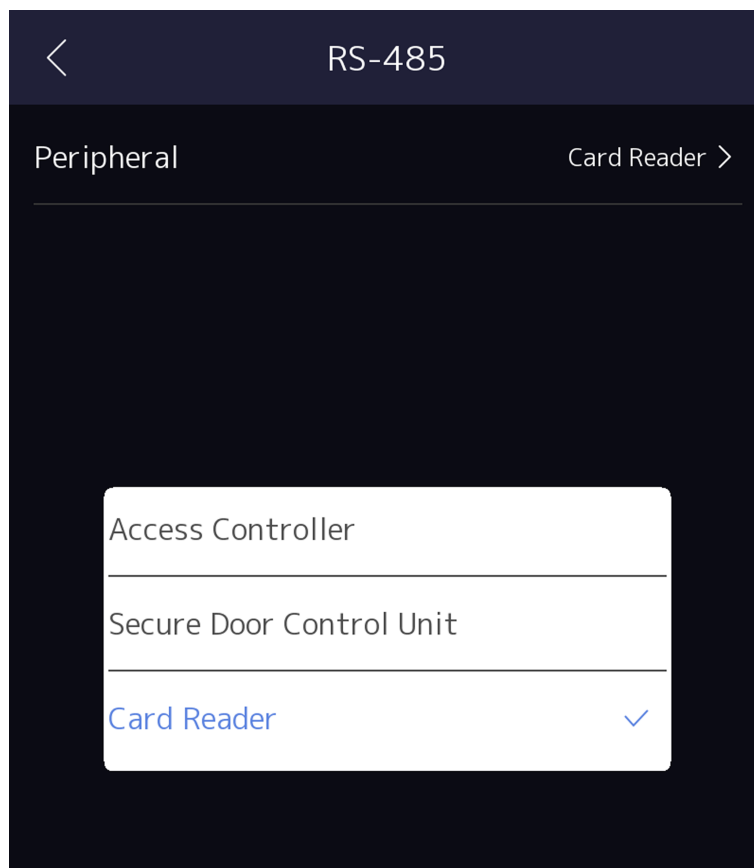 RS-485
Peripheral Card Reader
Access Controller
Secure Door Control Unit
Card Reader